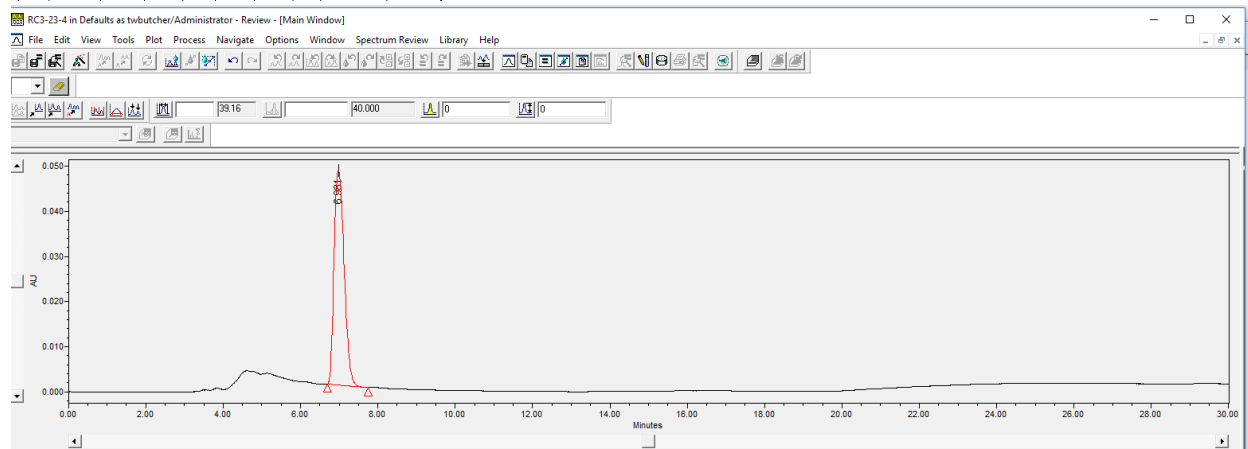 RC3-23-4 in Defaults as twbutcher/Administrator - Review - [Main Window]
File Edit View Tools Plot Process Navigate Options Window Spectrum Review Library Help
39.16 40.000 0 0
0.050
0.040
0.030
0.020
0.010
0.000
AU
0.00 2.00 4.00 6.00 8.00 10.00 12.00 14.00 16.00 18.00 20.00 22.00 24.00 26.00 28.00 30.00
Minutes